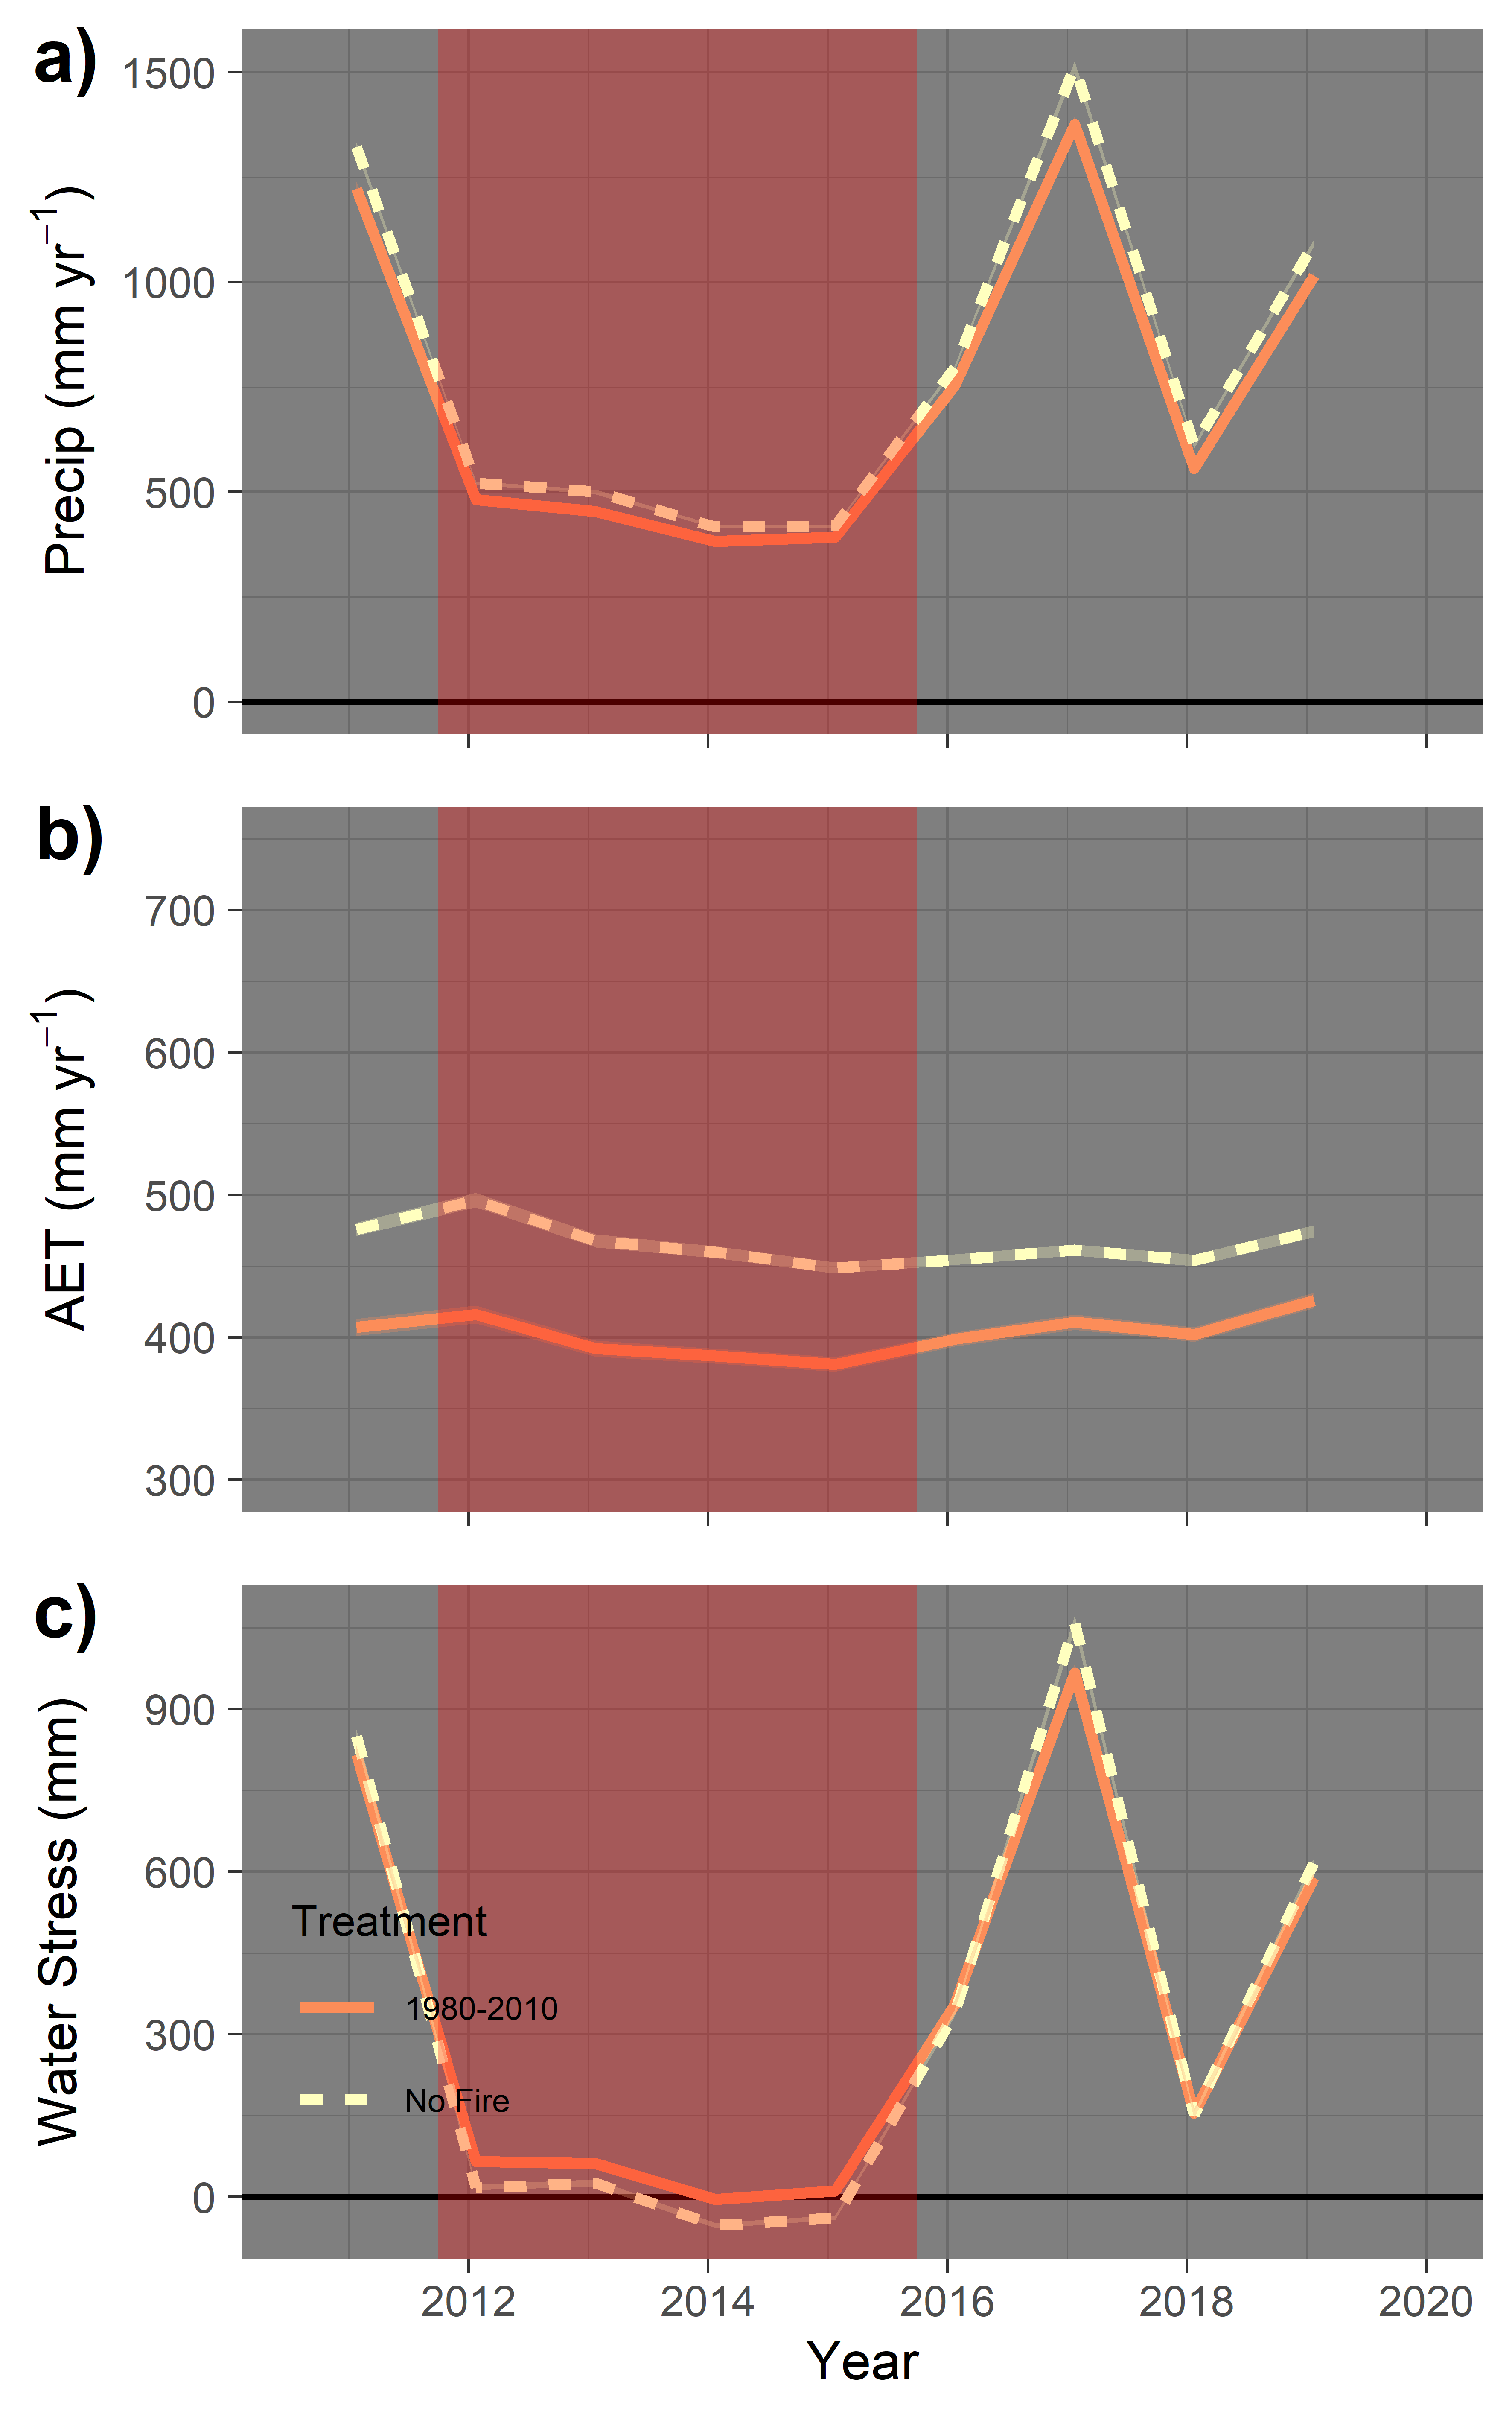 a)
Precip (mm yr⁻¹)
1500
1000
500
0
b)
AET (mm yr⁻¹)
700
600
500
400
300
c)
Water Stress (mm)
900
600
300
0
Treatment
1980-2010
No Fire
2012 2014 2016 2018 2020
Year